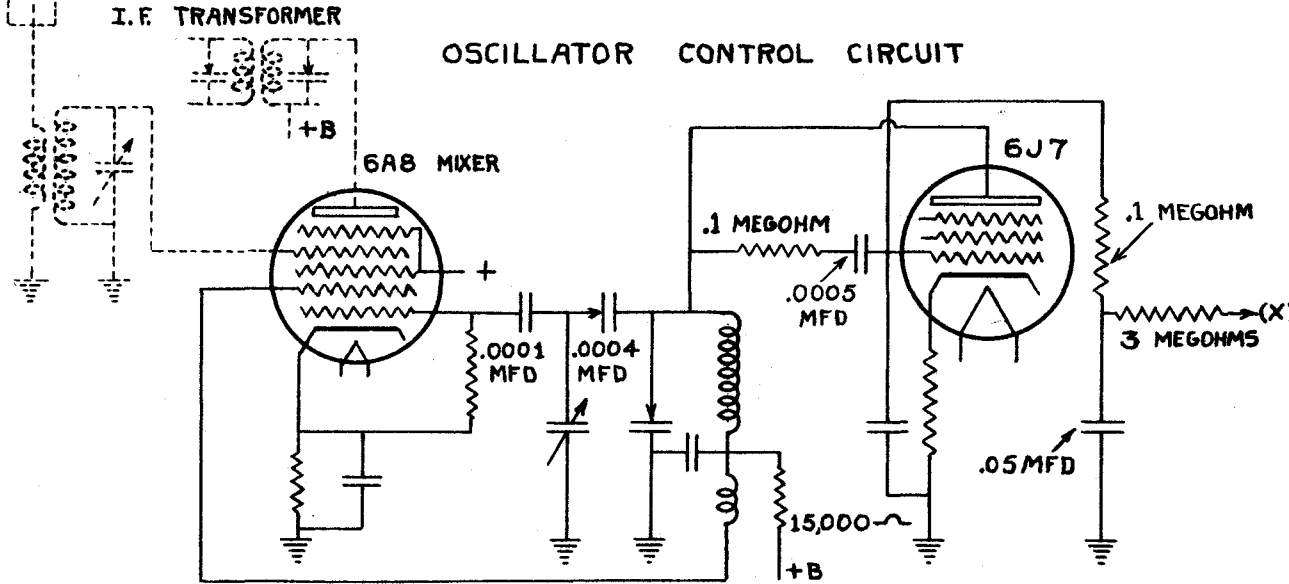 I.F. TRANSFORMER
OSCILLATOR CONTROL CIRCUIT
+B
6A8 MIXER
6J7
.1 MEGOHM
.1 MEGOHM
+
.0005
MFD
(X)
3 MEGOHMS
.0001
MFD
.0004
MFD
.05 MFD
15,000
+B